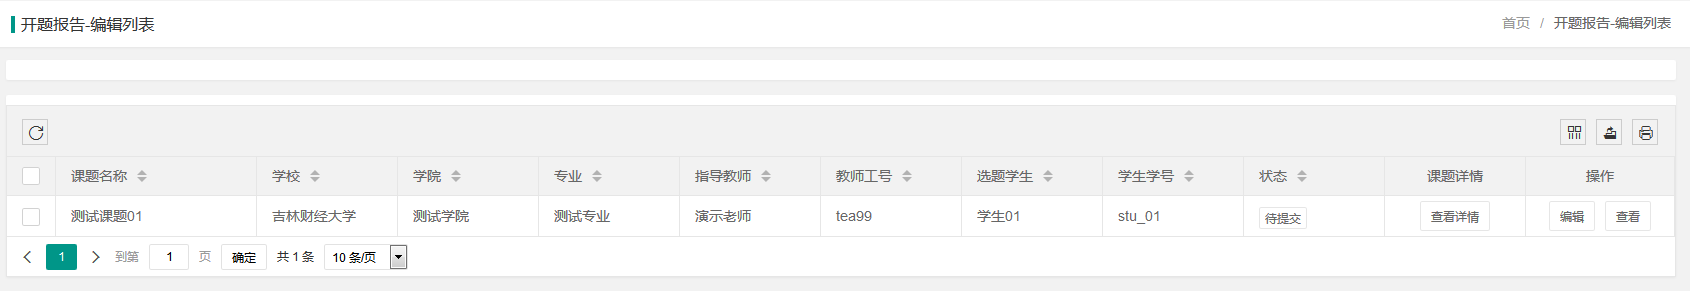 开题报告-编辑列表
首页 / 开题报告-编辑列表
课题名称 学校 学院 专业 指导教师 教师工号 选题学生 学生学号 状态 课题详情 操作
测试课题01 吉林财经大学 测试学院 测试专业 演示老师 tea99 学生01 stu_01 待提交 查看详情 编辑 查看
1 到第 1 页 确定 共 1 条 10 条/页